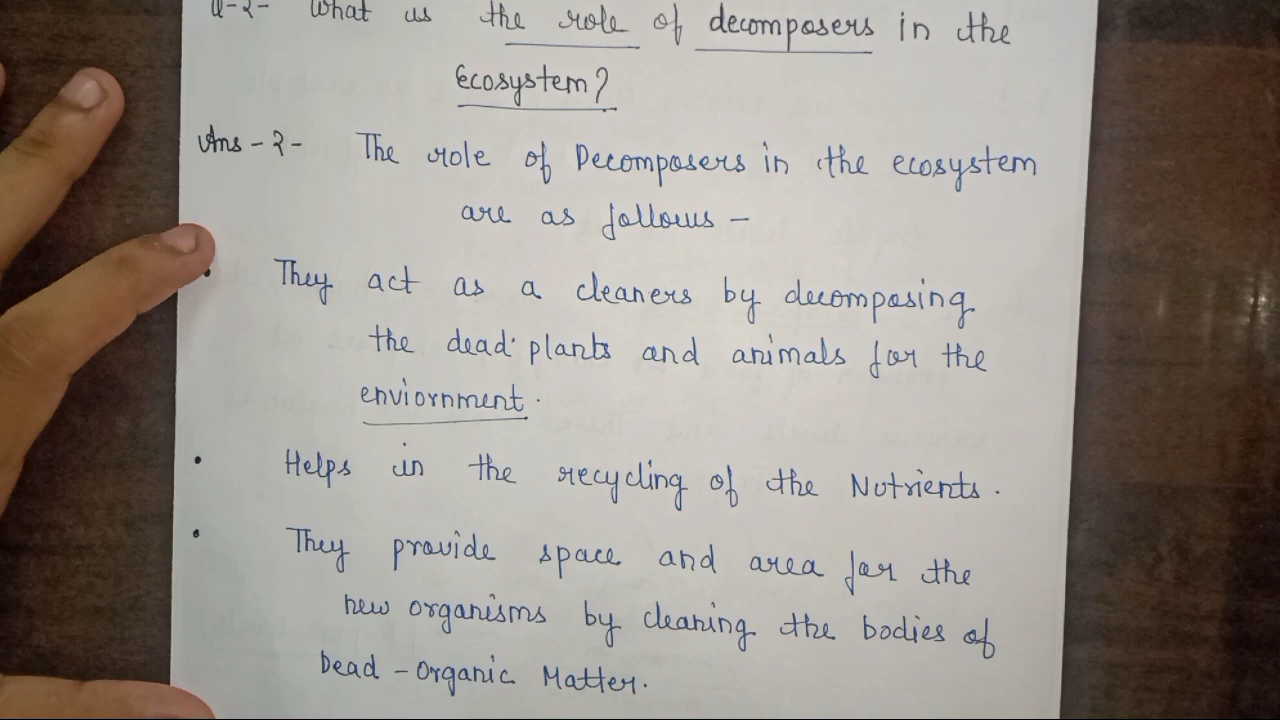 Q-2- What is the role of decomposers in the
Ecosystem?
Ans-2- The role of Decomposers in the ecosystem
are as follows -
• They act as a cleaners by decomposing
the dead plants and animals for the
enviornment.
• Helps in the recycling of the Nutrients.
• They provide space and area for the
new organisms by cleaning the bodies of
Dead-Organic Matter.